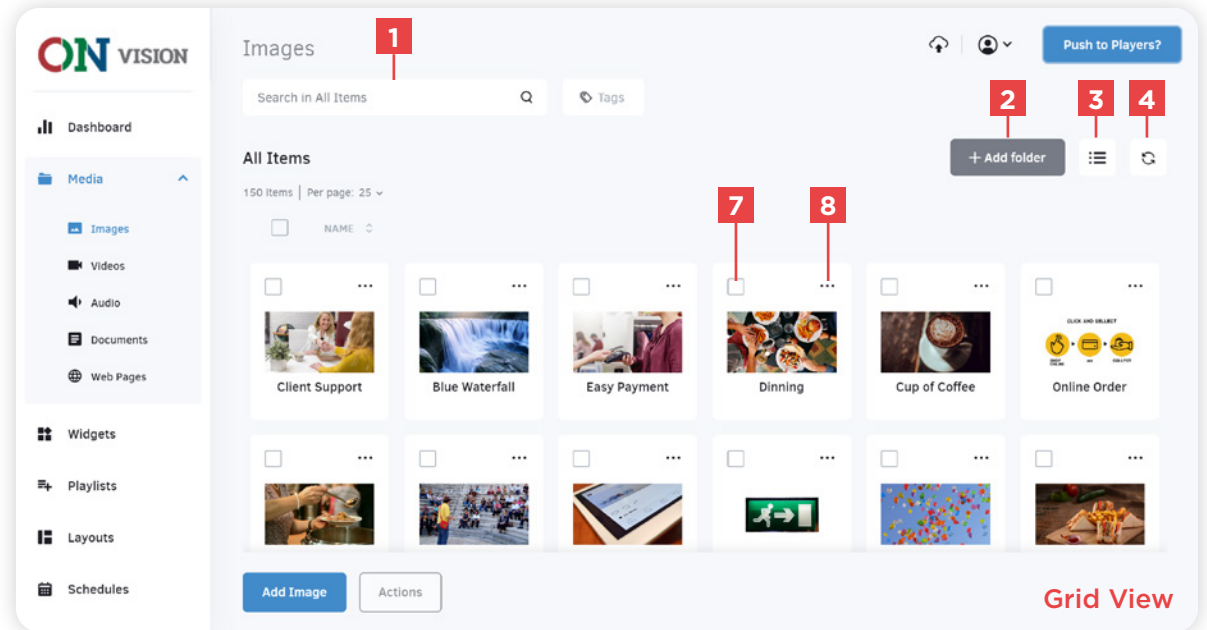 ON VISION
Images
1
Push to Players?
Search in All Items
Tags
2
3
4
Dashboard
All Items
+ Add folder
Media
150 Items | Per page: 25
7
8
NAME
Images
Videos
Audio
Documents
Web Pages
CLICK AND COLLECT
Client Support
Blue Waterfall
Easy Payment
Dinning
Cup of Coffee
Online Order
Widgets
Playlists
Layouts
Schedules
Add Image
Actions
Grid View